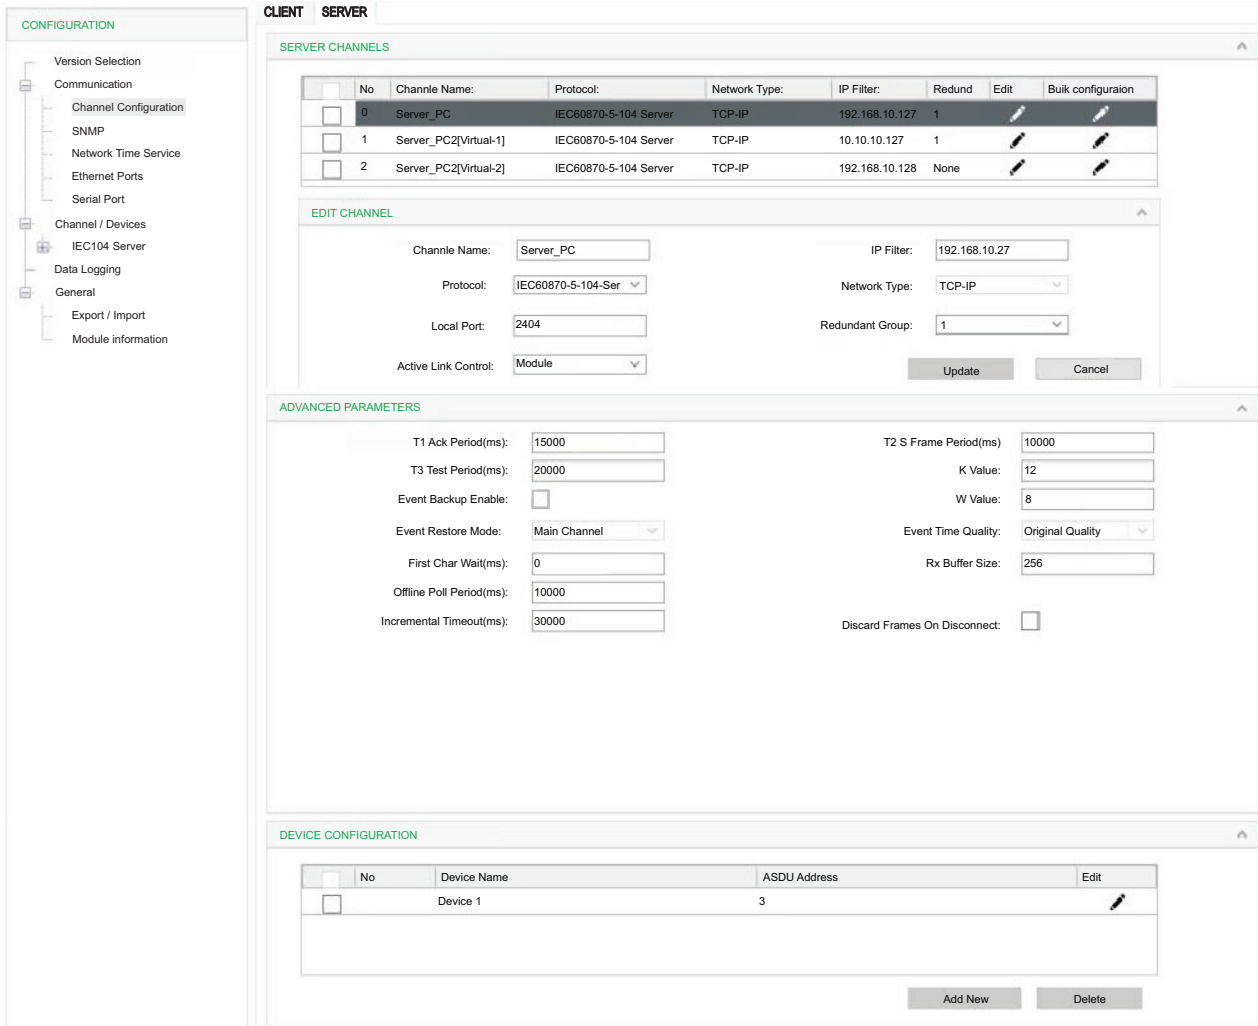 CLIENT SERVER
CONFIGURATION
Version Selection
Communication
Channel Configuration
SNMP
Network Time Service
Ethernet Ports
Serial Port
Channel / Devices
IEC104 Server
Data Logging
General
Export / Import
Module information
SERVER CHANNELS
No Channle Name: Protocol: Network Type: IP Filter: Redund Edit Buik configuraion
0 Server_PC IEC60870-5-104 Server TCP-IP 192.168.10.127 1
1 Server_PC2[Virtual-1] IEC60870-5-104 Server TCP-IP 10.10.10.127 1
2 Server_PC2[Virtual-2] IEC60870-5-104 Server TCP-IP 192.168.10.128 None
EDIT CHANNEL
Channle Name: Server_PC IP Filter: 192.168.10.27
Protocol: IEC60870-5-104-Ser Network Type: TCP-IP
Local Port: 2404 Redundant Group: 1
Active Link Control: Module Update Cancel
ADVANCED PARAMETERS
T1 Ack Period(ms): 15000 T2 S Frame Period(ms) 10000
T3 Test Period(ms): 20000 K Value: 12
Event Backup Enable: W Value: 8
Event Restore Mode: Main Channel Event Time Quality: Original Quality
First Char Wait(ms): 0 Rx Buffer Size: 256
Offline Poll Period(ms): 10000
Incremental Timeout(ms): 30000 Discard Frames On Disconnect:
DEVICE CONFIGURATION
No Device Name ASDU Address Edit
Device 1 3
Add New Delete